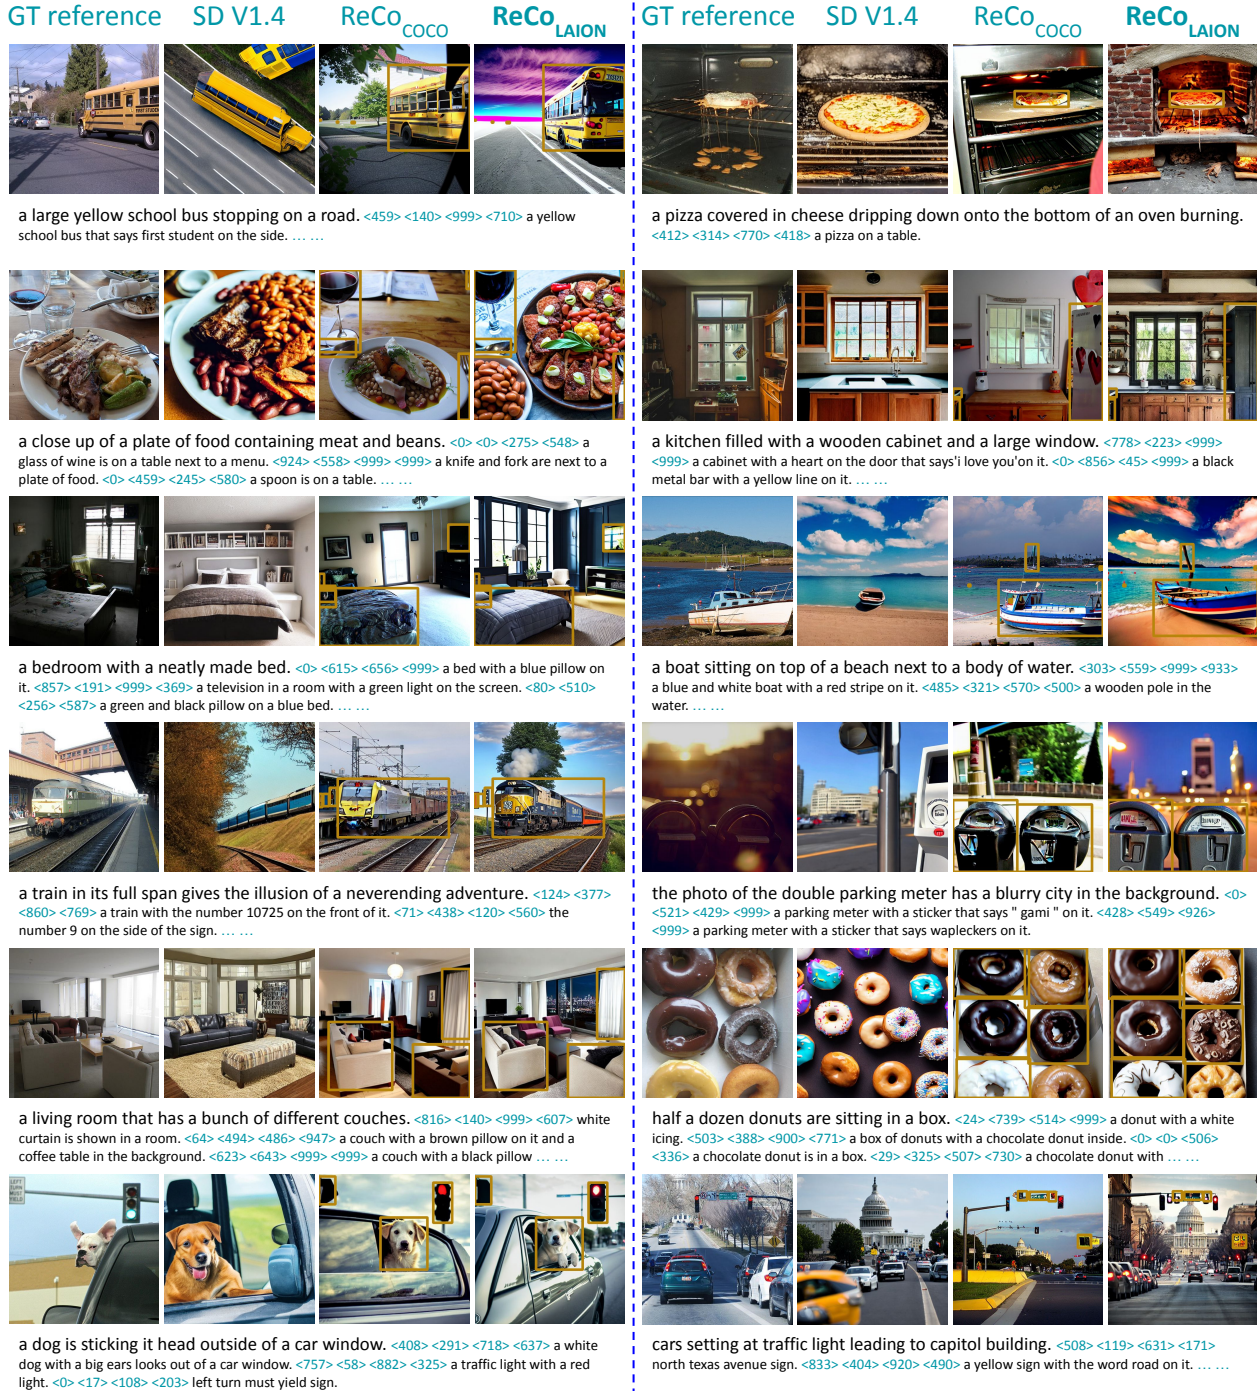 GT reference SD V1.4 ReCo_COCO ReCo_LAION
GT reference SD V1.4 ReCo_COCO ReCo_LAION
a large yellow school bus stopping on a road. <459> <140> <999> <710> a yellow
school bus that says first student on the side. … …
a pizza covered in cheese dripping down onto the bottom of an oven burning.
<412> <314> <770> <418> a pizza on a table.
a close up of a plate of food containing meat and beans. <0> <0> <275> <548> a
glass of wine is on a table next to a menu. <924> <558> <999> <999> a knife and fork are next to a
plate of food. <0> <459> <245> <580> a spoon is on a table. … …
a kitchen filled with a wooden cabinet and a large window. <778> <223> <999>
<999> a cabinet with a heart on the door that says'i love you'on it. <0> <856> <45> <999> a black
metal bar with a yellow line on it. … …
a bedroom with a neatly made bed. <0> <615> <656> <999> a bed with a blue pillow on
it. <857> <191> <999> <369> a television in a room with a green light on the screen. <80> <510>
<256> <587> a green and black pillow on a blue bed. … …
a boat sitting on top of a beach next to a body of water. <303> <559> <999> <933>
a blue and white boat with a red stripe on it. <485> <321> <570> <500> a wooden pole in the
water. … …
a train in its full span gives the illusion of a neverending adventure. <124> <377>
<860> <769> a train with the number 10725 on the front of it. <71> <438> <120> <560> the
number 9 on the side of the sign. … …
the photo of the double parking meter has a blurry city in the background. <0>
<521> <429> <999> a parking meter with a sticker that says " gami " on it. <428> <549> <926>
<999> a parking meter with a sticker that says wapleckers on it.
a living room that has a bunch of different couches. <816> <140> <999> <607> white
curtain is shown in a room. <64> <494> <486> <947> a couch with a brown pillow on it and a
coffee table in the background. <623> <643> <999> <999> a couch with a black pillow … …
half a dozen donuts are sitting in a box. <24> <739> <514> <999> a donut with a white
icing. <503> <388> <900> <771> a box of donuts with a chocolate donut inside. <0> <0> <506>
<336> a chocolate donut is in a box. <29> <325> <507> <730> a chocolate donut with … …
LEFT
TURN
MUST
YIELD
a dog is sticking it head outside of a car window. <408> <291> <718> <637> a white
dog with a big ears looks out of a car window. <757> <58> <882> <325> a traffic light with a red
light. <0> <17> <108> <203> left turn must yield sign.
cars setting at traffic light leading to capitol building. <508> <119> <631> <171>
north texas avenue sign. <833> <404> <920> <490> a yellow sign with the word road on it. … …